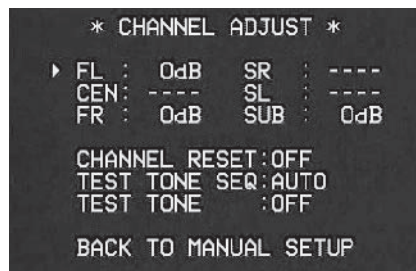 * CHANNEL ADJUST *
FL : 0dB SR : ----
CEN: ---- SL : ----
FR : 0dB SUB : 0dB
CHANNEL RESET:OFF
TEST TONE SEQ:AUTO
TEST TONE :OFF
BACK TO MANUAL SETUP